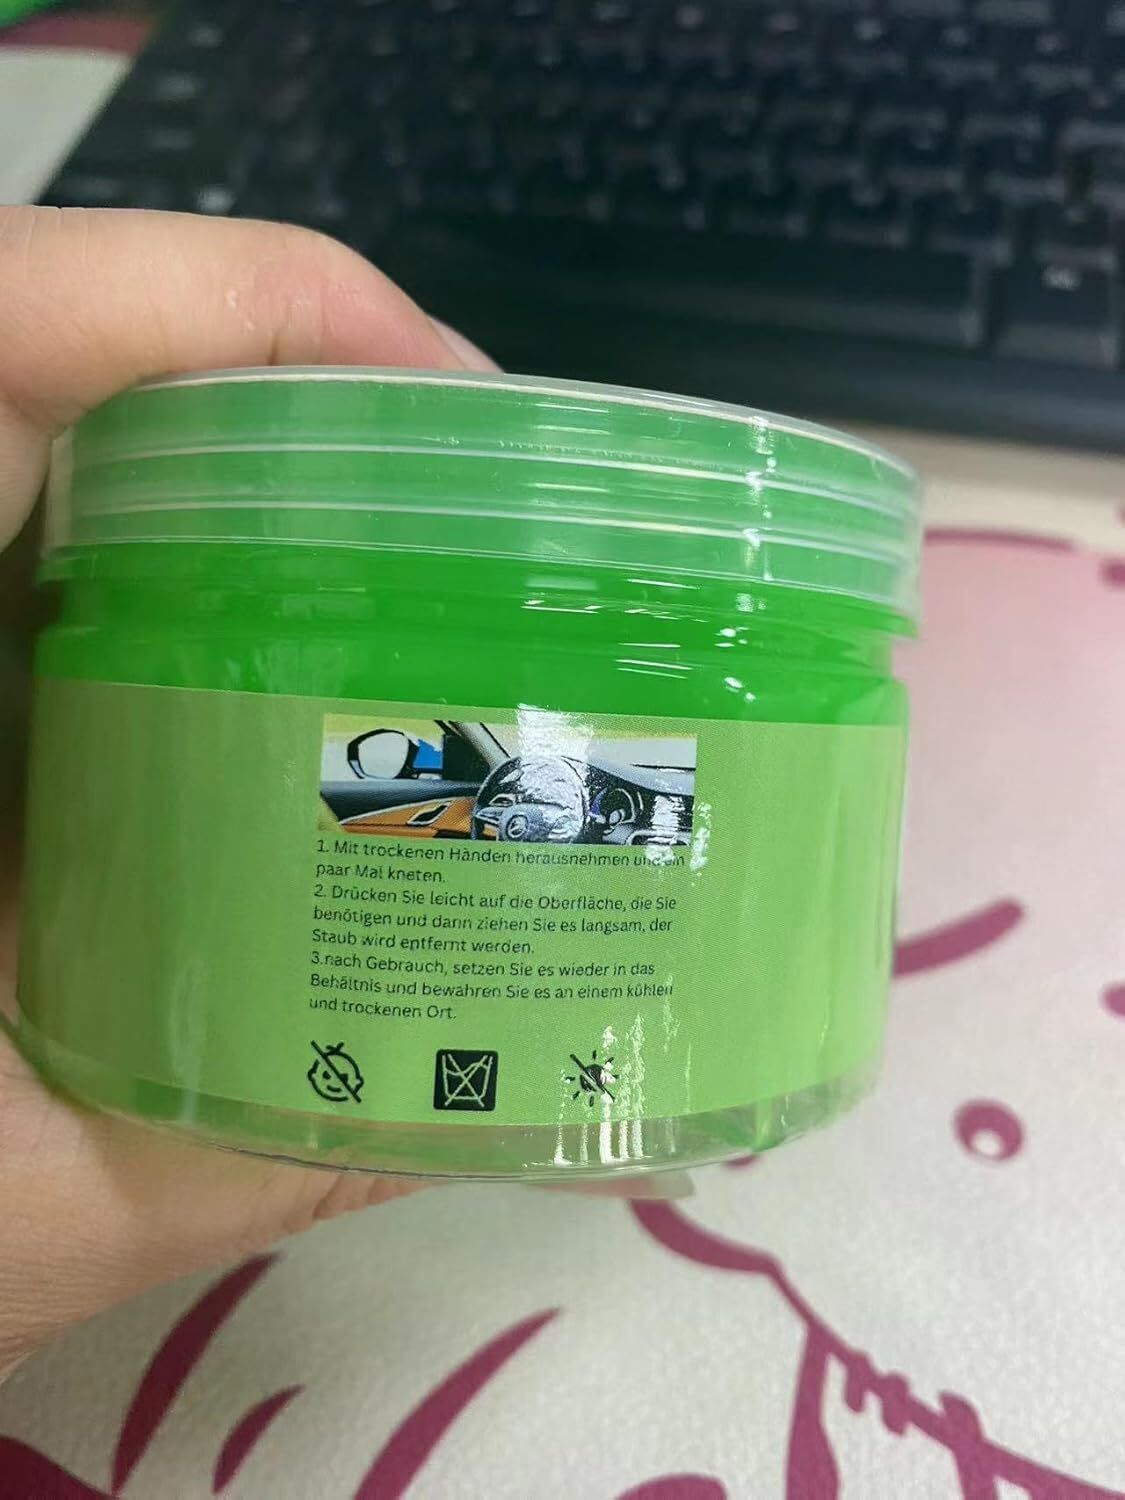 1. Mit trockenen Händen herausnehmen und ein
paar Mal kneten.
2. Drücken Sie leicht auf die Oberfläche, die Sie
benötigen und dann ziehen Sie es langsam, der
Staub wird entfernt werden.
3.nach Gebrauch, setzen Sie es wieder in das
Behältnis und bewahren Sie es an einem kühlen
und trockenen Ort.